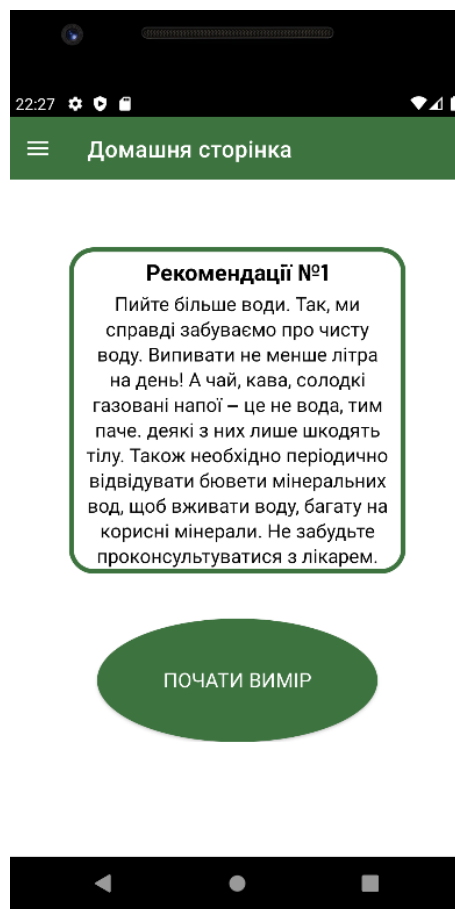 22:27
Домашня сторінка
Рекомендації №1
Пийте більше води. Так, ми
справді забуваємо про чисту
воду. Випивати не менше літра
на день! А чай, кава, солодкі
газовані напої – це не вода, тим
паче. деякі з них лише шкодять
тілу. Також необхідно періодично
відвідувати бювети мінеральних
вод, щоб вживати воду, багату на
корисні мінерали. Не забудьте
проконсультуватися з лікарем.
ПОЧАТИ ВИМІР